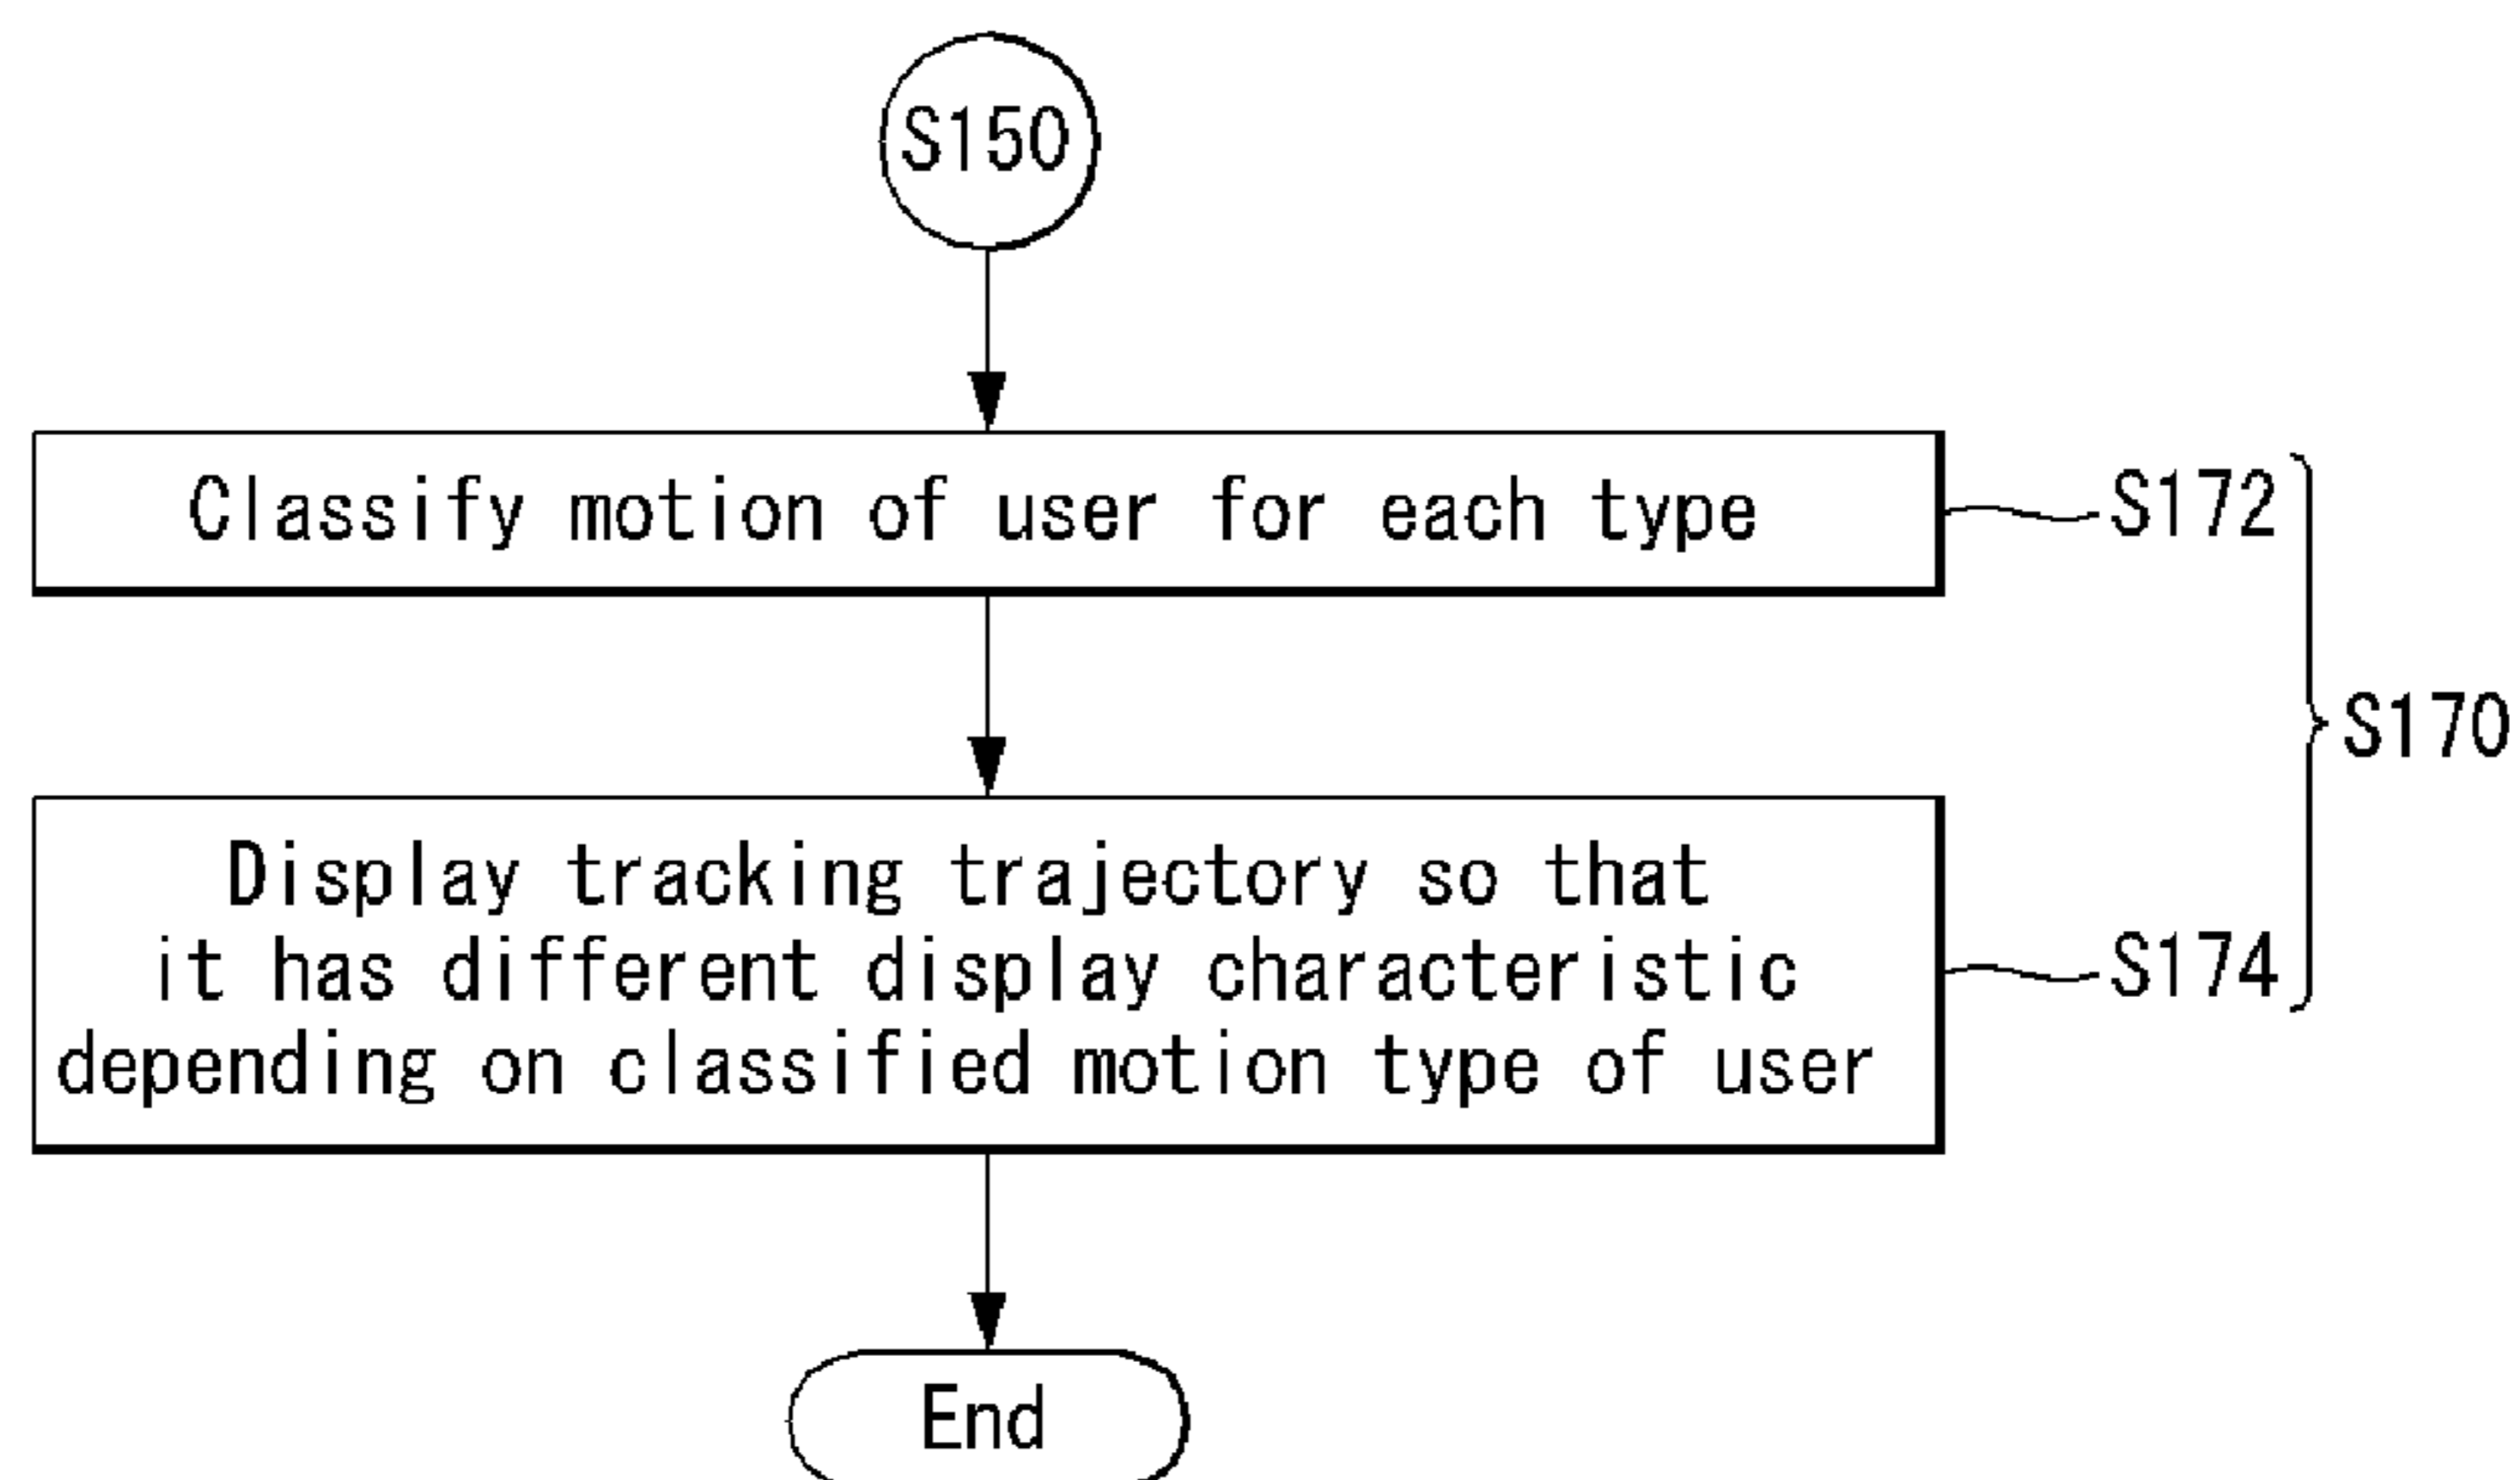 S150
Classify motion of user for each type
S172
S170
Display tracking trajectory so that
it has different display characteristic
depending on classified motion type of user
S174
End